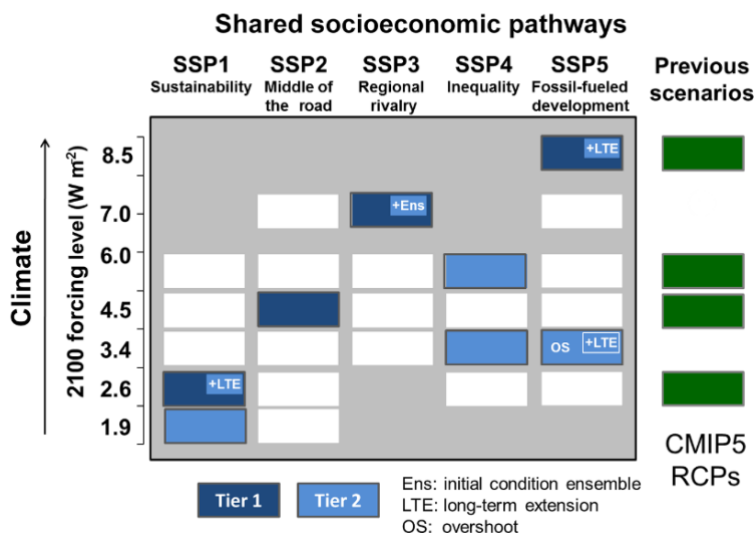 Shared socioeconomic pathways
SSP1
Sustainability
SSP2
Middle of
the road
SSP3
Regional
rivalry
SSP4
Inequality
SSP5
Fossil-fueled
development
Previous
scenarios
Climate
2100 forcing level (W m²)
8.5
+LTE
7.0
+Ens
6.0
4.5
3.4
OS
+LTE
2.6
+LTE
1.9
CMIP5
RCPs
Tier 1
Tier 2
Ens: initial condition ensemble
LTE: long-term extension
OS: overshoot